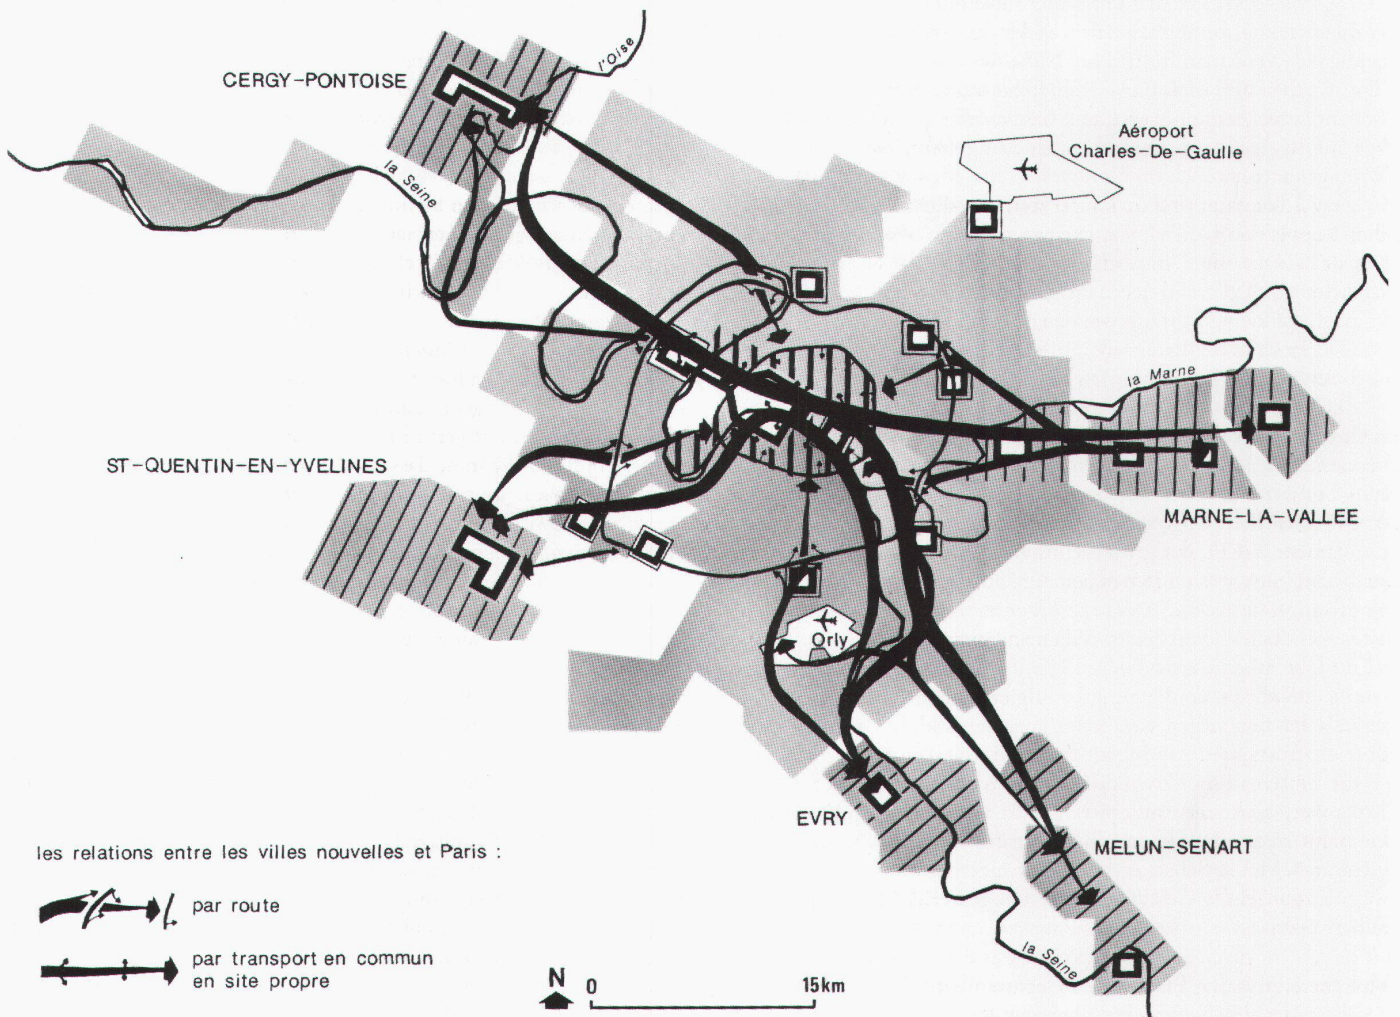 l'Oise
CERGY-PONTOISE
Aéroport
Charles-De-Gaulle
la Seine
la Marne
ST-QUENTIN-EN-YVELINES
MARNE-LA-VALLEE
Orly
EVRY
MELUN-SENART
les relations entre les villes nouvelles et Paris :
par route
par transport en commun
en site propre
la Seine
N
0
15km